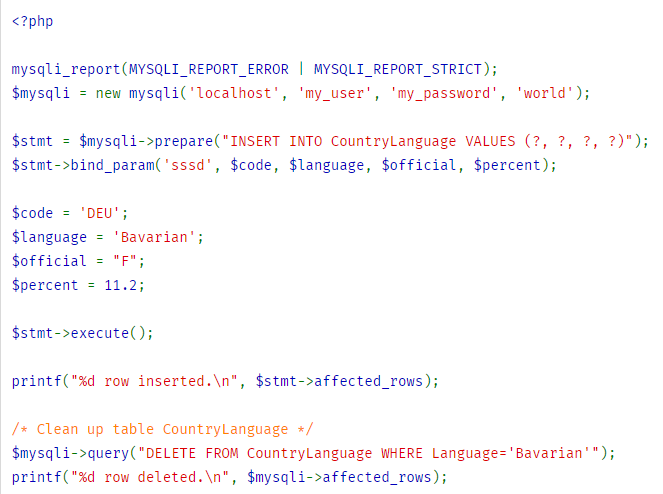 <?php
mysqli_report(MYSQLI_REPORT_ERROR | MYSQLI_REPORT_STRICT);
$mysqli = new mysqli('localhost', 'my_user', 'my_password', 'world');
$stmt = $mysqli->prepare("INSERT INTO CountryLanguage VALUES (?, ?, ?, ?)");
$stmt->bind_param('sssd', $code, $language, $official, $percent);
$code = 'DEU';
$language = 'Bavarian';
$official = "F";
$percent = 11.2;
$stmt->execute();
printf("%d row inserted.\n", $stmt->affected_rows);
/* Clean up table CountryLanguage */
$mysqli->query("DELETE FROM CountryLanguage WHERE Language='Bavarian'");
printf("%d row deleted.\n", $mysqli->affected_rows);